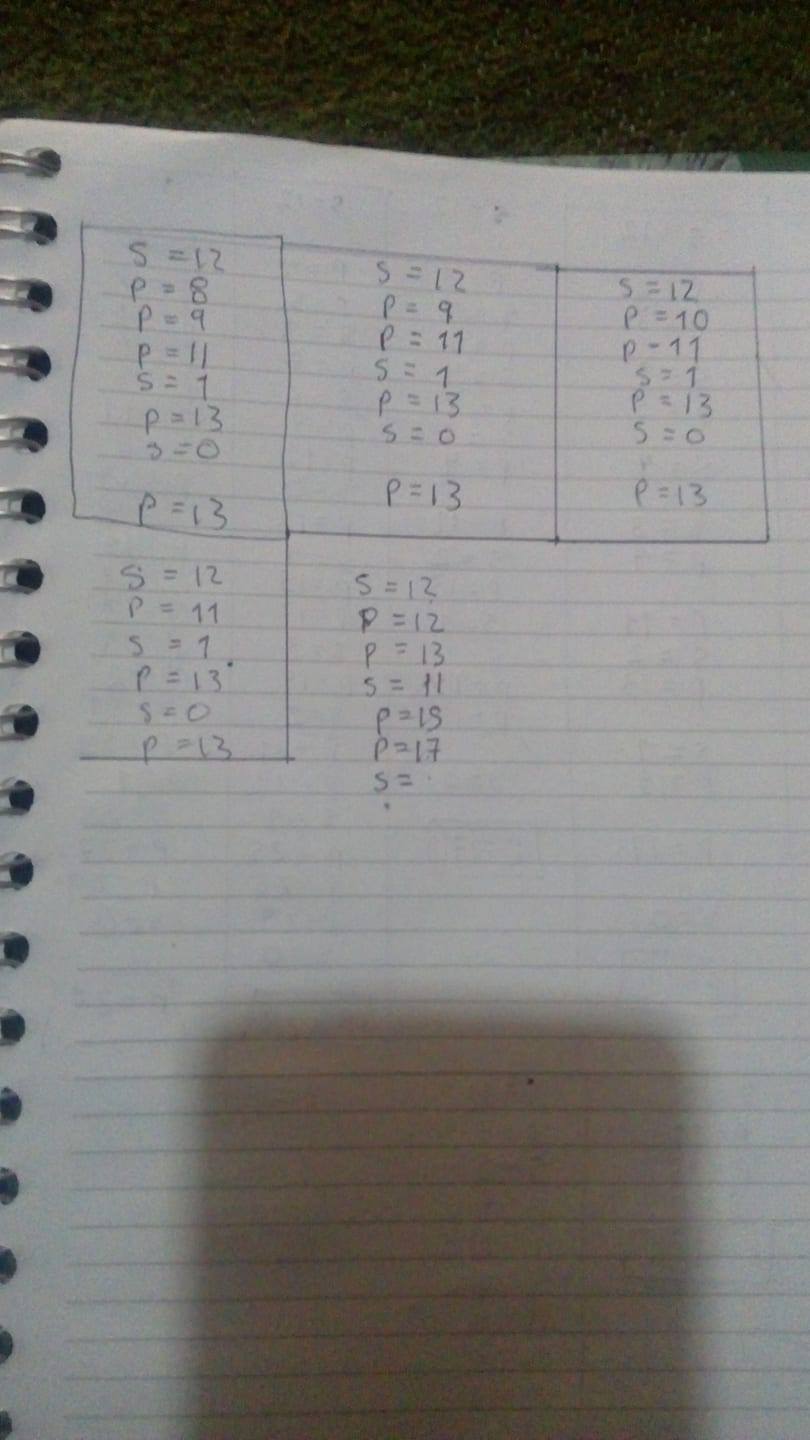 S = 12
P = 8
P = 9
P = 11
S = 1
P = 13
S = 0
P = 13
S = 12
P = 9
P = 11
S = 1
P = 13
S = 0
P = 13
S = 12
P = 10
P - 11
S = 1
P = 13
S = 0
P = 13
S = 12
P = 11
S = 1
P = 13
S = 0
P = 13
S = 12
P = 12
P = 13
S = 11
P = 15
P = 17
S =